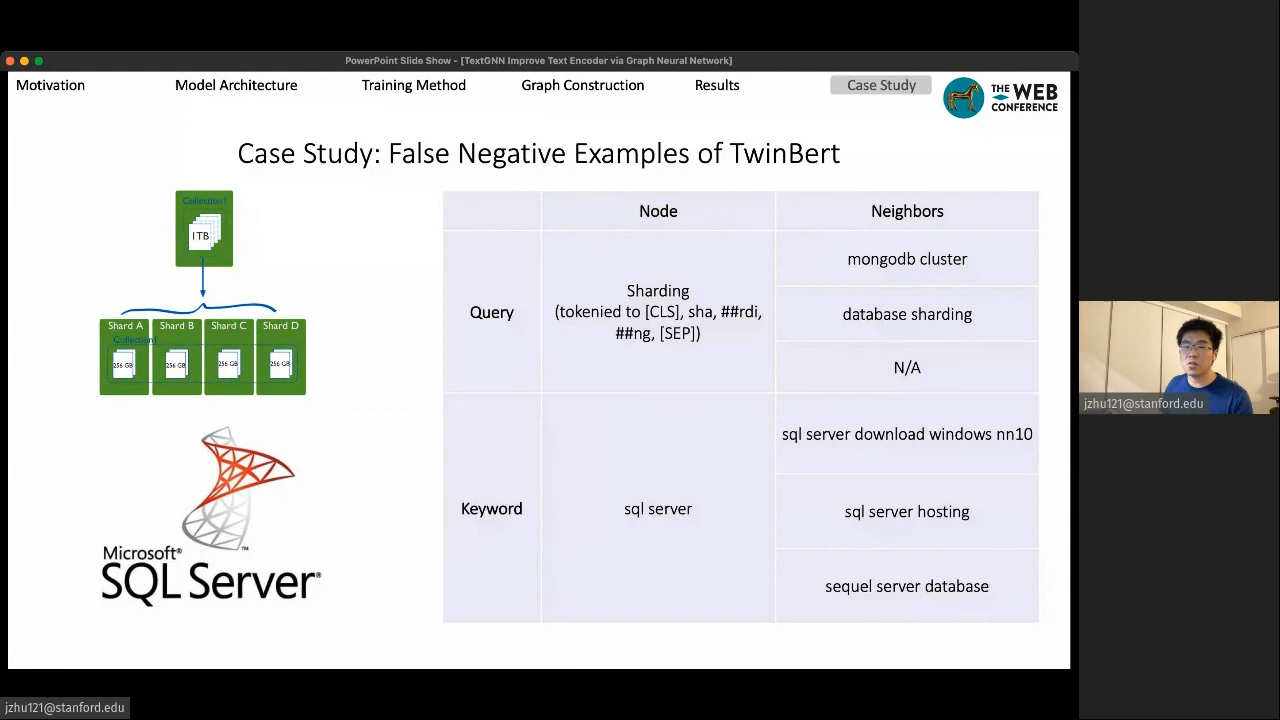 PowerPoint Slide Show - [TextGNN Improve Text Encoder via Graph Neural Network]
Motivation
Model Architecture
Training Method
Graph Construction
Results
Case Study
THE WEB
CONFERENCE
Case Study: False Negative Examples of TwinBert
Collection1
1TB
Shard A
Shard B
Shard C
Shard D
Collection1
256 GB
256 GB
256 GB
256 GB
Microsoft®
SQL Server®
™
Node
Neighbors
Query
Sharding
(tokenied to [CLS], sha, ##rdi,
##ng, [SEP])
mongodb cluster
database sharding
N/A
Keyword
sql server
sql server download windows nn10
sql server hosting
sequel server database
jzhu121@stanford.edu
jzhu121@stanford.edu